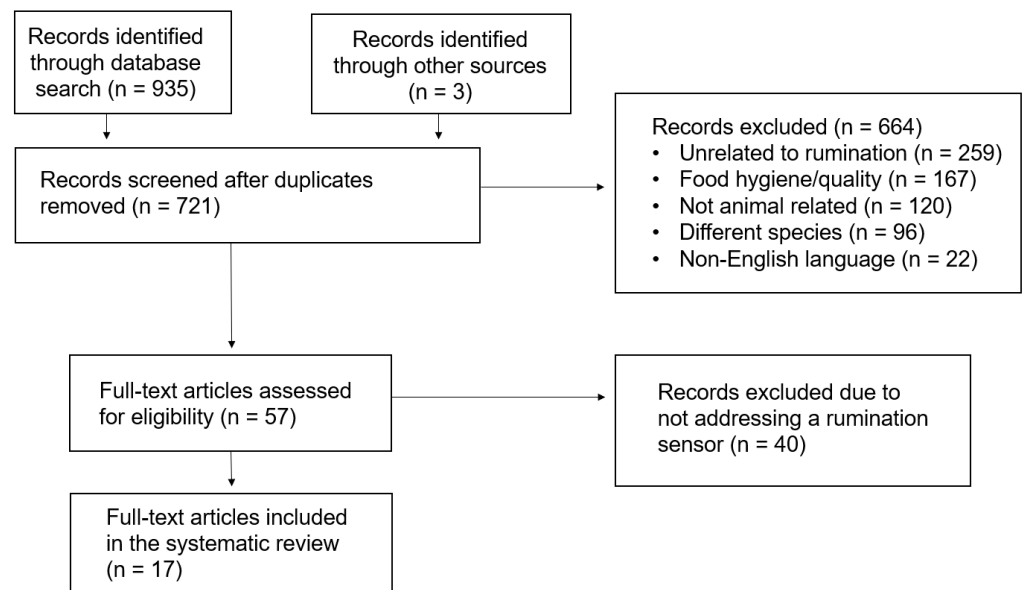 Records identified
through database
search (n = 935)
Records identified
through other sources
(n = 3)
Records screened after duplicates
removed (n = 721)
Records excluded (n = 664)
• Unrelated to rumination (n = 259)
• Food hygiene/quality (n = 167)
• Not animal related (n = 120)
• Different species (n = 96)
• Non-English language (n = 22)
Full-text articles assessed
for eligibility (n = 57)
Records excluded due to
not addressing a rumination
sensor (n = 40)
Full-text articles included
in the systematic review
(n = 17)